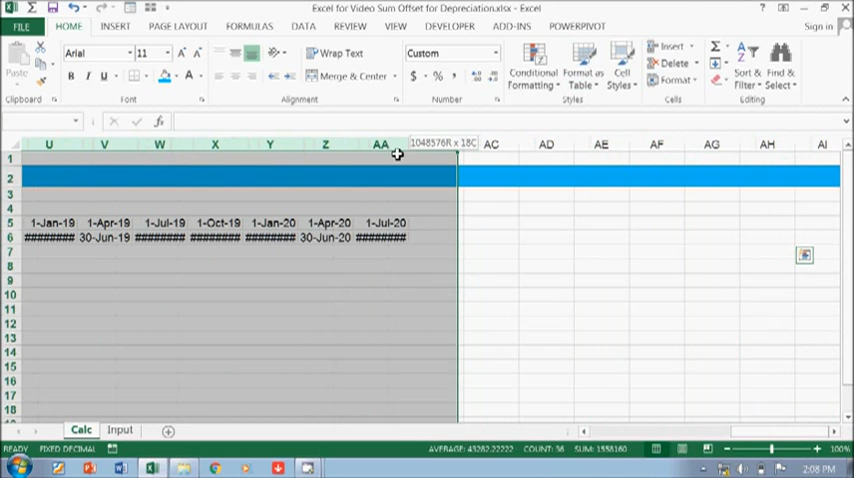 Excel for Video Sum Offset for Depreciation.xlsx - Excel
FILE HOME INSERT PAGE LAYOUT FORMULAS DATA REVIEW VIEW DEVELOPER ADD-INS POWERPIVOT Sign in
Paste Arial 11 Wrap Text Custom Conditional Formatting Format as Table Cell Styles Insert Sort & Filter Find & Select
B I U Merge & Center $ % Delete
Format
Clipboard Font Alignment Number Styles Cells Editing
fx
U V W X Y Z AA 1048576R x 18C AC AD AE AF AG AH AI
1
2
3
4
5 1-Jan-19 1-Apr-19 1-Jul-19 1-Oct-19 1-Jan-20 1-Apr-20 1-Jul-20
6 ######## 30-Jun-19 ######## ######## ######## 30-Jun-20 ########
7
8
9
10
11
12
13
14
15
16
17
18
Calc Input
READY FIXED DECIMAL AVERAGE: 43282.22222 COUNT: 36 SUM: 1558160 100%
2:08 PM